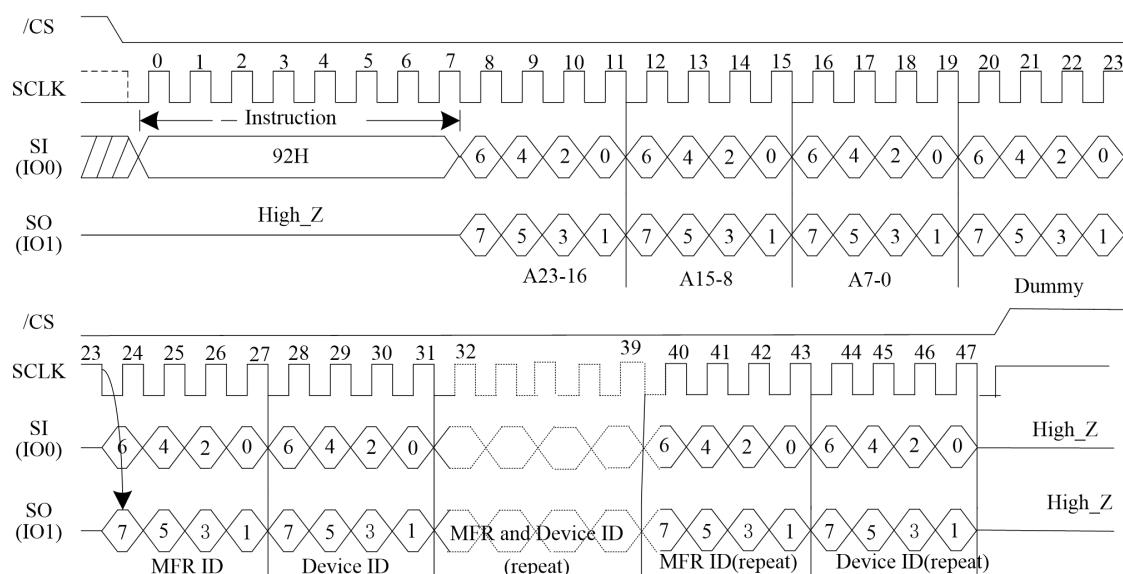 /CS
0 1 2 3 4 5 6 7 8 9 10 11 12 13 14 15 16 17 18 19 20 21 22 23
SCLK
Instruction
SI
(IO0)
92H
6 4 2 0 6 4 2 0 6 4 2 0 6 4 2 0
High_Z
SO
(IO1)
7 5 3 1 7 5 3 1 7 5 3 1 7 5 3 1
A23-16 A15-8 A7-0 Dummy
/CS
23 24 25 26 27 28 29 30 31 32 39 40 41 42 43 44 45 46 47
SCLK
SI
(IO0)
6 4 2 0 6 4 2 0 6 4 2 0 6 4 2 0 High_Z
SO
(IO1)
7 5 3 1 7 5 3 1 MFR and Device ID 7 5 3 1 7 5 3 1 High_Z
MFR ID Device ID (repeat) MFR ID(repeat) Device ID(repeat)